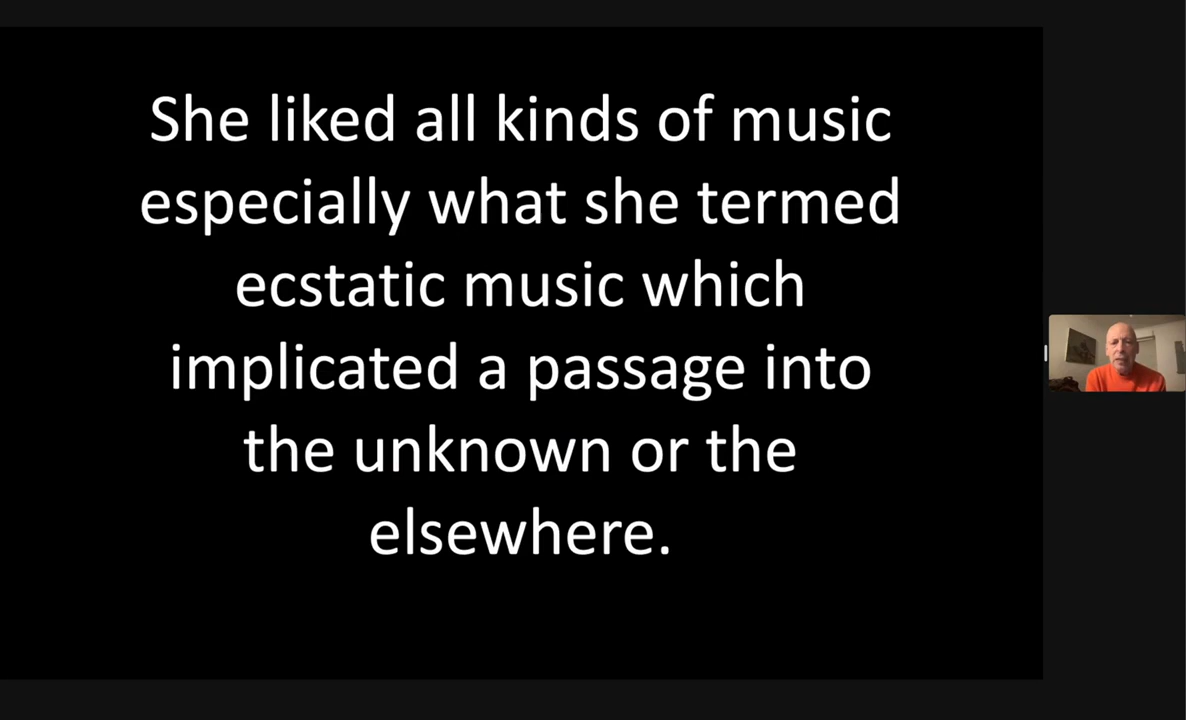 She liked all kinds of music
especially what she termed
ecstatic music which
implicated a passage into
the unknown or the
elsewhere.